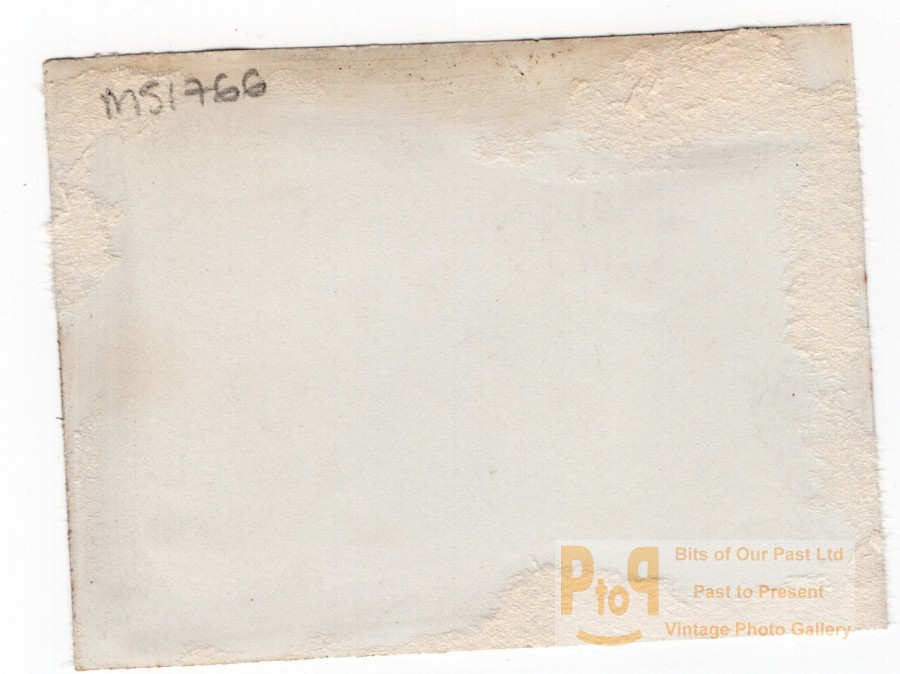 MS1766
PtoP
Bits of Our Past Ltd
Past to Present
Vintage Photo Gallery